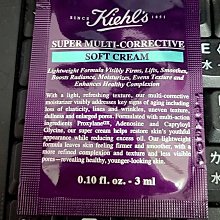 SINCE Kiehl's 1851
SUPER MULTI-CORRECTIVE
SOFT CREAM
Lightweight Formula Visibly Firms, Lifts, Smoothes,
Boosts Radiance, Moisturizes, Evens Texture and
Enhances Healthy Complexion
With a light, refreshing texture, our multi-corrective
moisturizer visibly addresses key signs of aging including
loss of elasticity, lines and wrinkles, uneven texture,
dullness and enlarged pores. Formulated with multi-action
ingredients Proxylane, Adenosine and Capryloyl
Glycine, our super cream helps restore skin's youthful
appearance while reducing excess oil. Our lightweight
formula leaves skin feeling firmer and smoother, with a
more refined complexion and texture and less visible
pores--revealing healthy, younger-looking skin.
0.10 fl. oz. - 3 ml
水
力